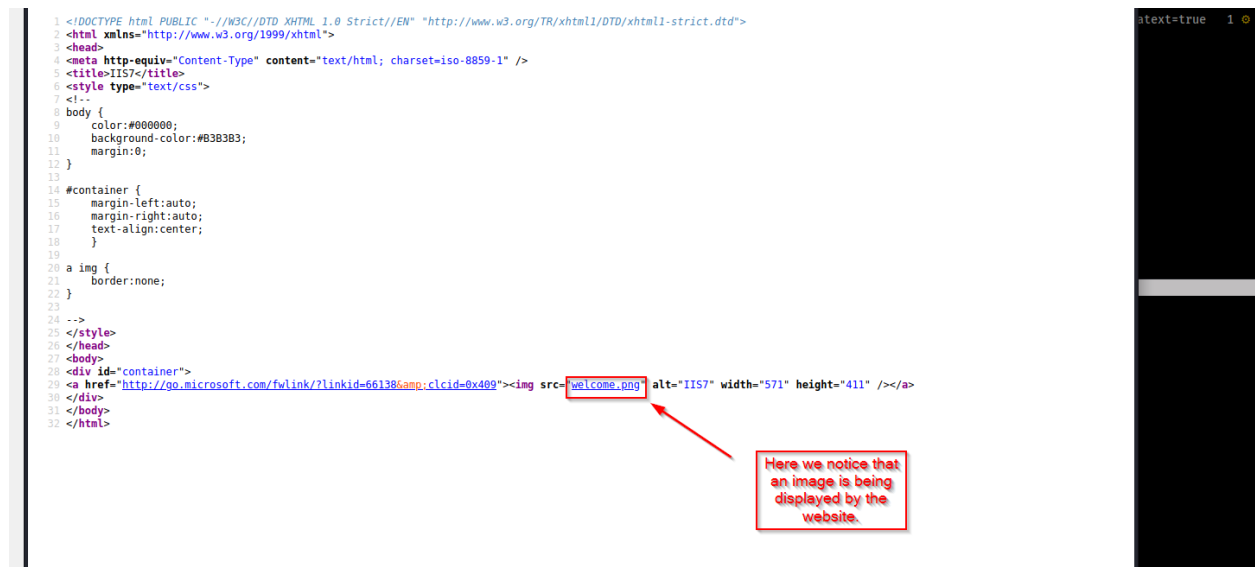 1 <!DOCTYPE html PUBLIC "-//W3C//DTD XHTML 1.0 Strict//EN" "http://www.w3.org/TR/xhtml1/DTD/xhtml1-strict.dtd">
2 <html xmlns="http://www.w3.org/1999/xhtml">
3 <head>
4 <meta http-equiv="Content-Type" content="text/html; charset=iso-8859-1" />
5 <title>IIS7</title>
6 <style type="text/css">
7 <!--
8 body {
9 color:#000000;
10 background-color:#B3B3B3;
11 margin:0;
12 }
13
14 #container {
15 margin-left:auto;
16 margin-right:auto;
17 text-align:center;
18 }
19
20 a img {
21 border:none;
22 }
23
24 -->
25 </style>
26 </head>
27 <body>
28 <div id="container">
29 <a href="http://go.microsoft.com/fwlink/?linkid=66138&amp;clcid=0x409"><img src="welcome.png" alt="IIS7" width="571" height="411" /></a>
30 </div>
31 </body>
32 </html>
Here we notice that
an image is being
displayed by the
website.
atext=true 1